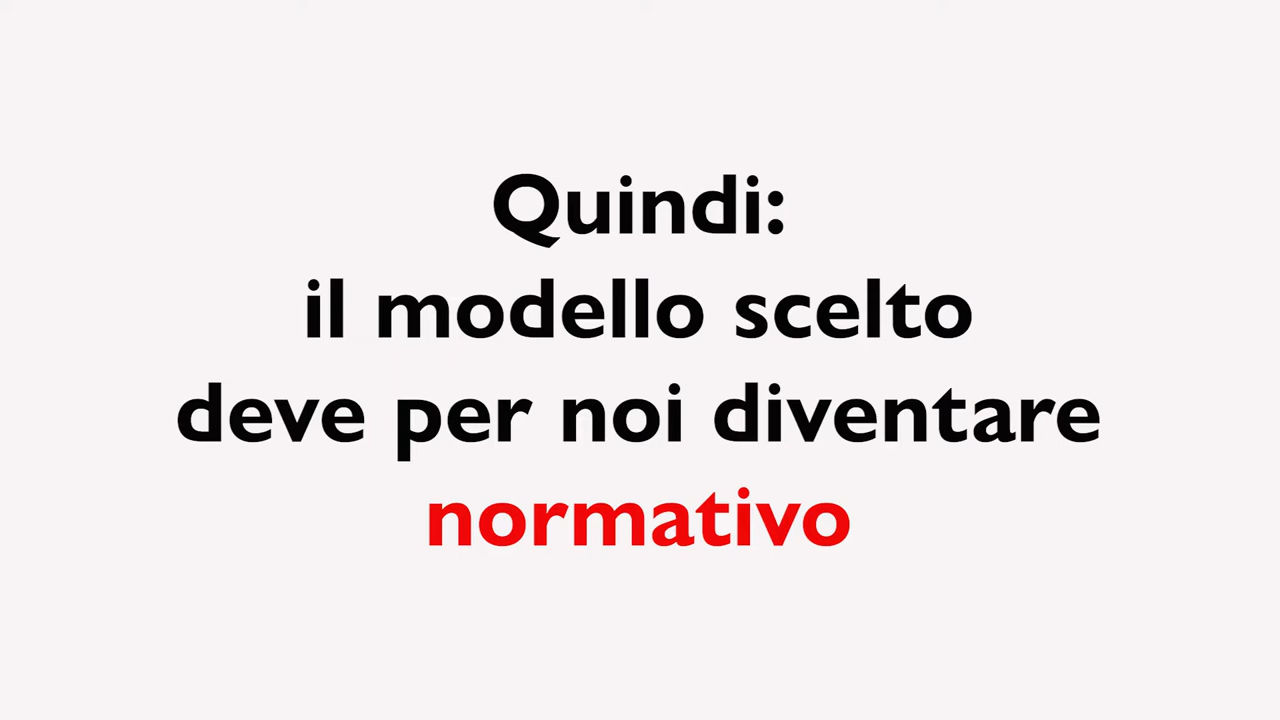 Quindi:
il modello scelto
deve per noi diventare
normativo